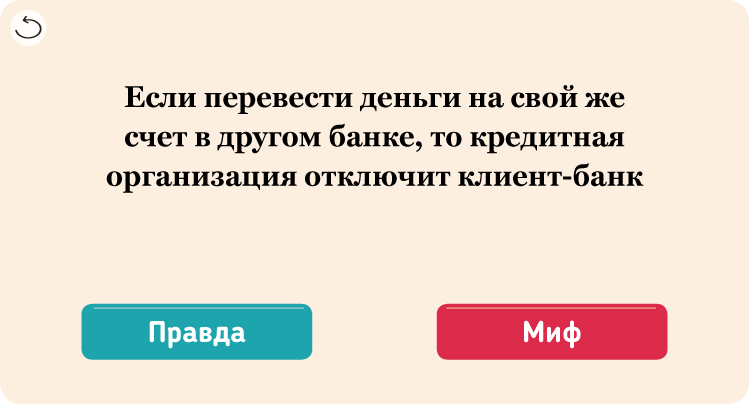 Если перевести деньги на свой же
счет в другом банке, то кредитная
организация отключит клиент-банк
Правда
Миф